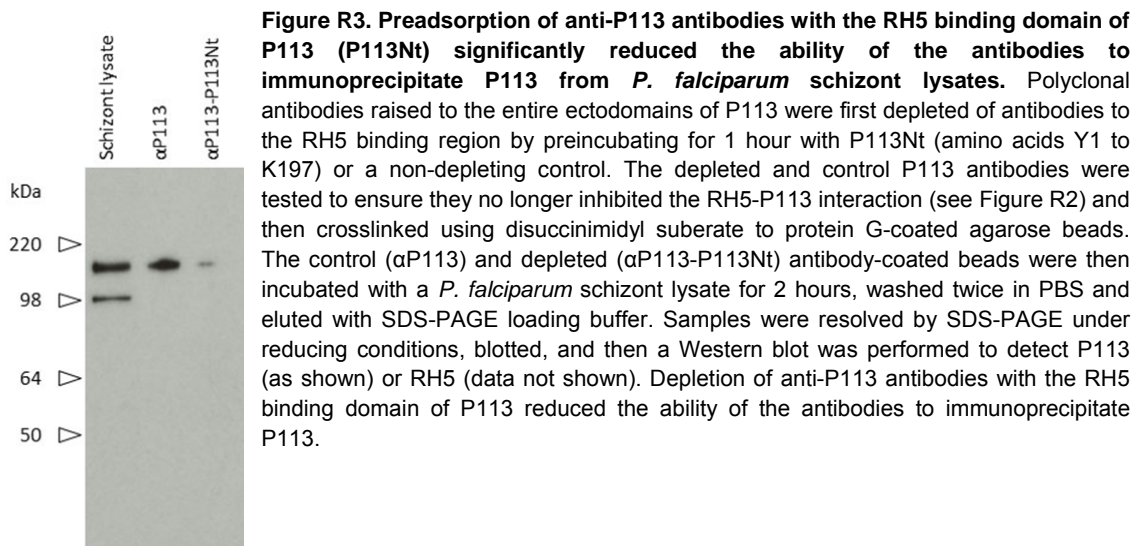 Schizont lysate
αP113
αP113-P113Nt
kDa
220
98
64
50
Figure R3. Preadsorption of anti-P113 antibodies with the RH5 binding domain of
P113 (P113Nt) significantly reduced the ability of the antibodies to
immunoprecipitate P113 from P. falciparum schizont lysates. Polyclonal
antibodies raised to the entire ectodomains of P113 were first depleted of antibodies to
the RH5 binding region by preincubating for 1 hour with P113Nt (amino acids Y1 to
K197) or a non-depleting control. The depleted and control P113 antibodies were
tested to ensure they no longer inhibited the RH5-P113 interaction (see Figure R2) and
then crosslinked using disuccinimidyl suberate to protein G-coated agarose beads.
The control (αP113) and depleted (αP113-P113Nt) antibody-coated beads were then
incubated with a P. falciparum schizont lysate for 2 hours, washed twice in PBS and
eluted with SDS-PAGE loading buffer. Samples were resolved by SDS-PAGE under
reducing conditions, blotted, and then a Western blot was performed to detect P113
(as shown) or RH5 (data not shown). Depletion of anti-P113 antibodies with the RH5
binding domain of P113 reduced the ability of the antibodies to immunoprecipitate
P113.